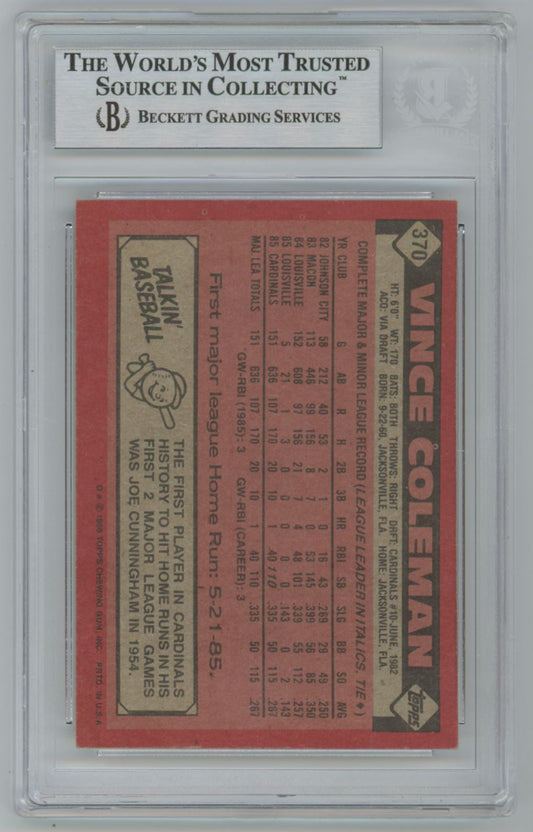 THE WORLD'S MOST TRUSTED
SOURCE IN COLLECTING™
B BECKETT GRADING SERVICES
370 VINCE COLEMAN topps
HT: 6'0" WT: 170 BATS: BOTH THROWS: RIGHT DRFT: CARDINALS #10-JUNE, 1982
ACQ: VIA DRAFT BORN: 9-22-60, JACKSONVILLE, FLA. HOME: JACKSONVILLE, FLA.
COMPLETE MAJOR & MINOR LEAGUE RECORD (LEAGUE LEADER IN ITALICS, TIE ♦)
YR CLUB G AB R H 2B 3B HR RBI SB SLG BB SO AVG
82 JOHNSON CITY 58 212 40 53 2 1 0 16 43 .269 29 49 .250
83 MACON 113 446 99 156 8 7 0 53 145 .399 56 85 .350
84 LOUISVILLE 152 608 97 156 21 7 4 48 101 .339 55 112 .257
85 LOUISVILLE 5 21 1 3 0 0 0 0 0 .143 0 2 .143
85 CARDINALS 151 636 107 170 20 10 1 40 110 .335 50 115 .267
MAJ LEA TOTALS 151 636 107 170 20 10 1 40 110 .335 50 115 .267
GW-RBI (1985): 3 GW-RBI (CAREER): 3
First major league Home Run: 5-21-85.
TALKIN'
BASEBALL
THE FIRST PLAYER IN CARDINALS
HISTORY TO HIT HOME RUNS IN HIS
FIRST 2 MAJOR LEAGUE GAMES
WAS JOE CUNNINGHAM IN 1954.
© 1986 TOPPS CHEWING GUM, INC. PRTD. IN U.S.A.